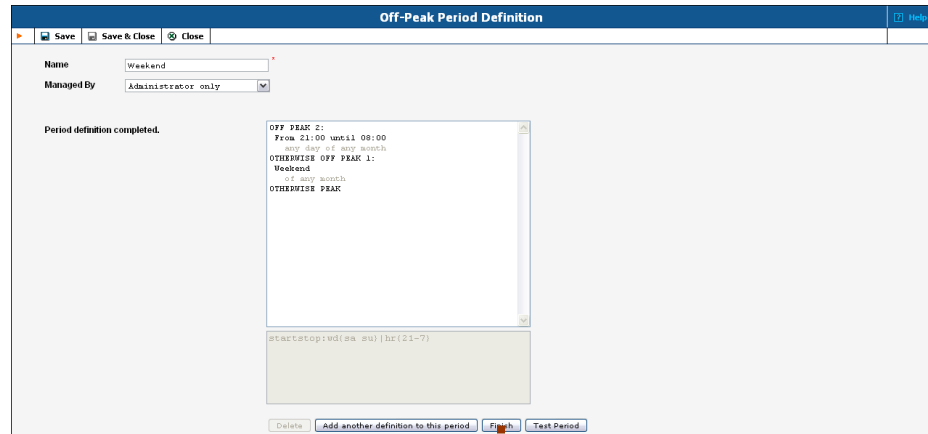 Off-Peak Period Definition
? Help
Save Save & Close Close
Name Weekend *
Managed By Administrator only
Period definition completed.
OFF PEAK 2:
From 21:00 until 08:00
any day of any month
OTHERWISE OFF PEAK 1:
Weekend
of any month
OTHERWISE PEAK
startstop:wd{sa su}|hr{21-7}
Delete Add another definition to this period Finish Test Period